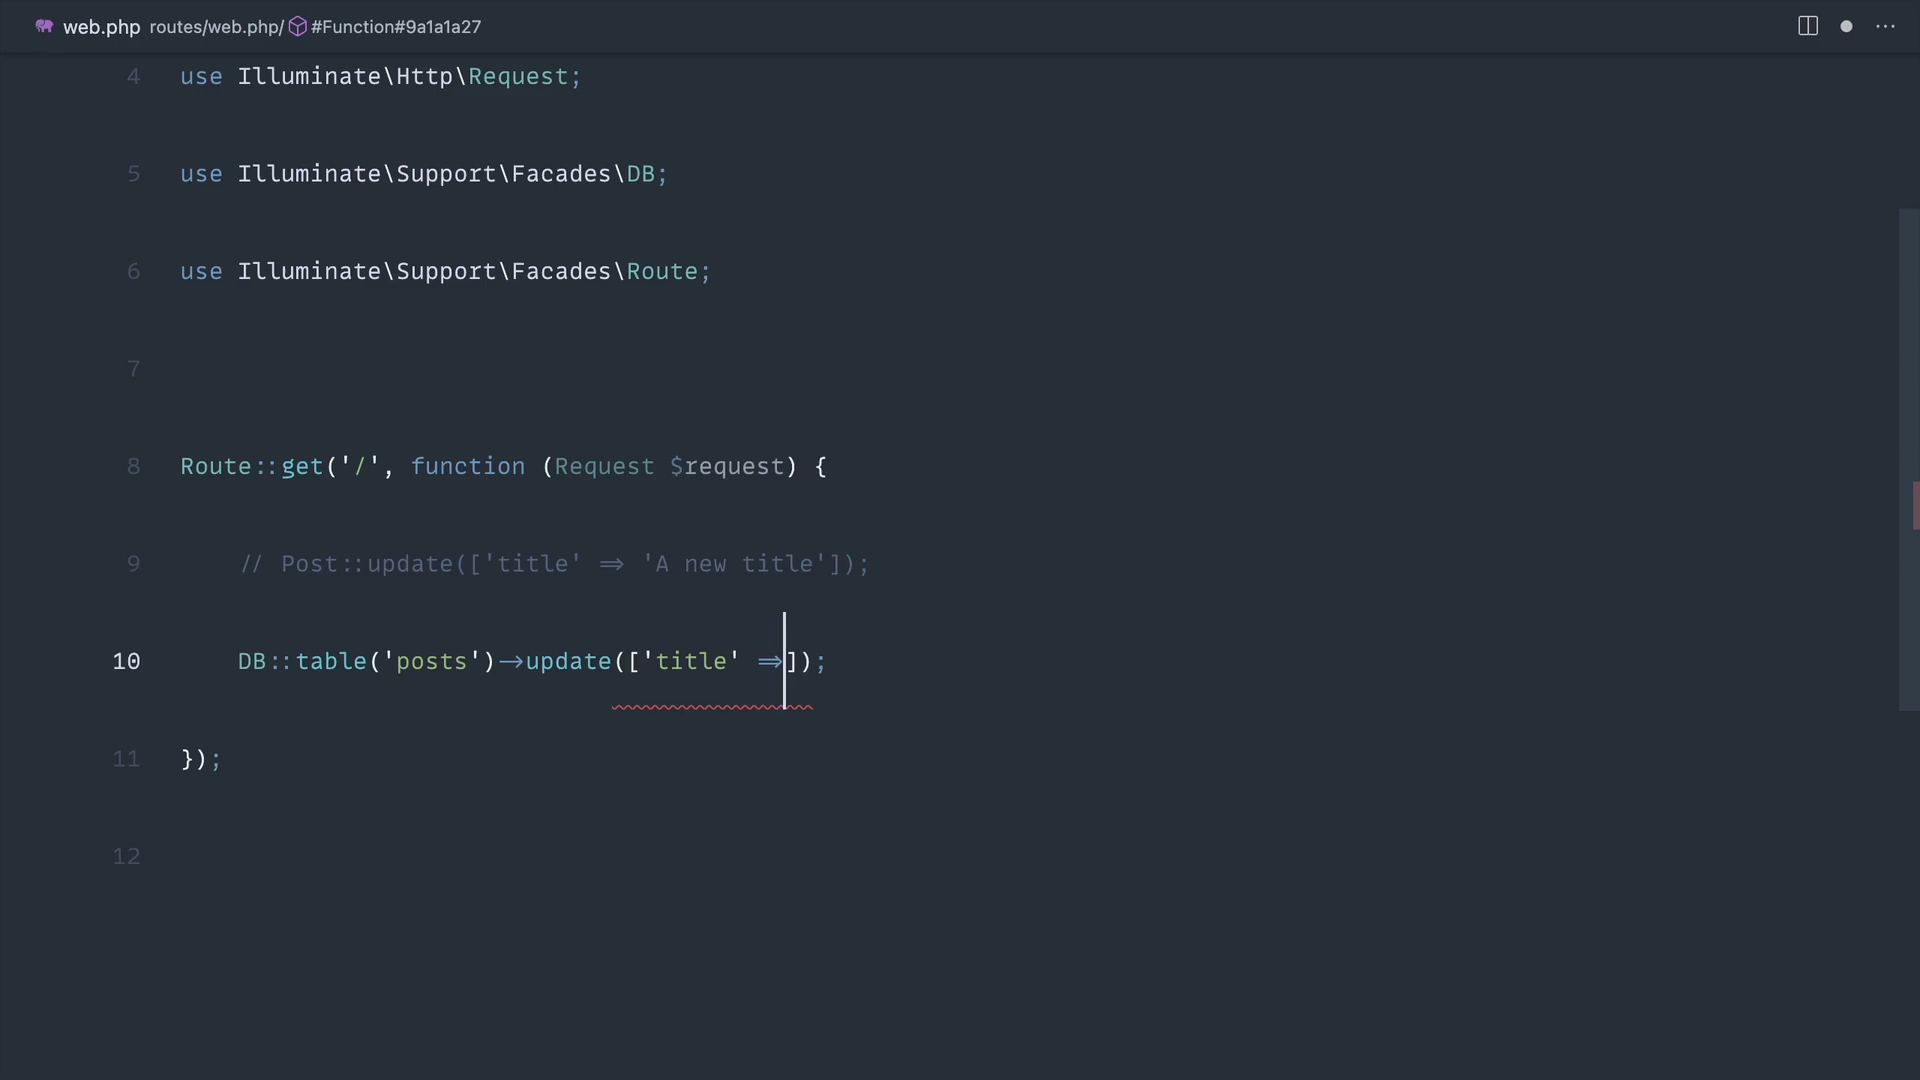 web.php routes/web.php/ #Function#9a1a1a27
4 use Illuminate\Http\Request;
5 use Illuminate\Support\Facades\DB;
6 use Illuminate\Support\Facades\Route;
7
8 Route::get('/', function (Request $request) {
9 // Post::update(['title' => 'A new title']);
10 DB::table('posts')->update(['title' =>]);
11 });
12